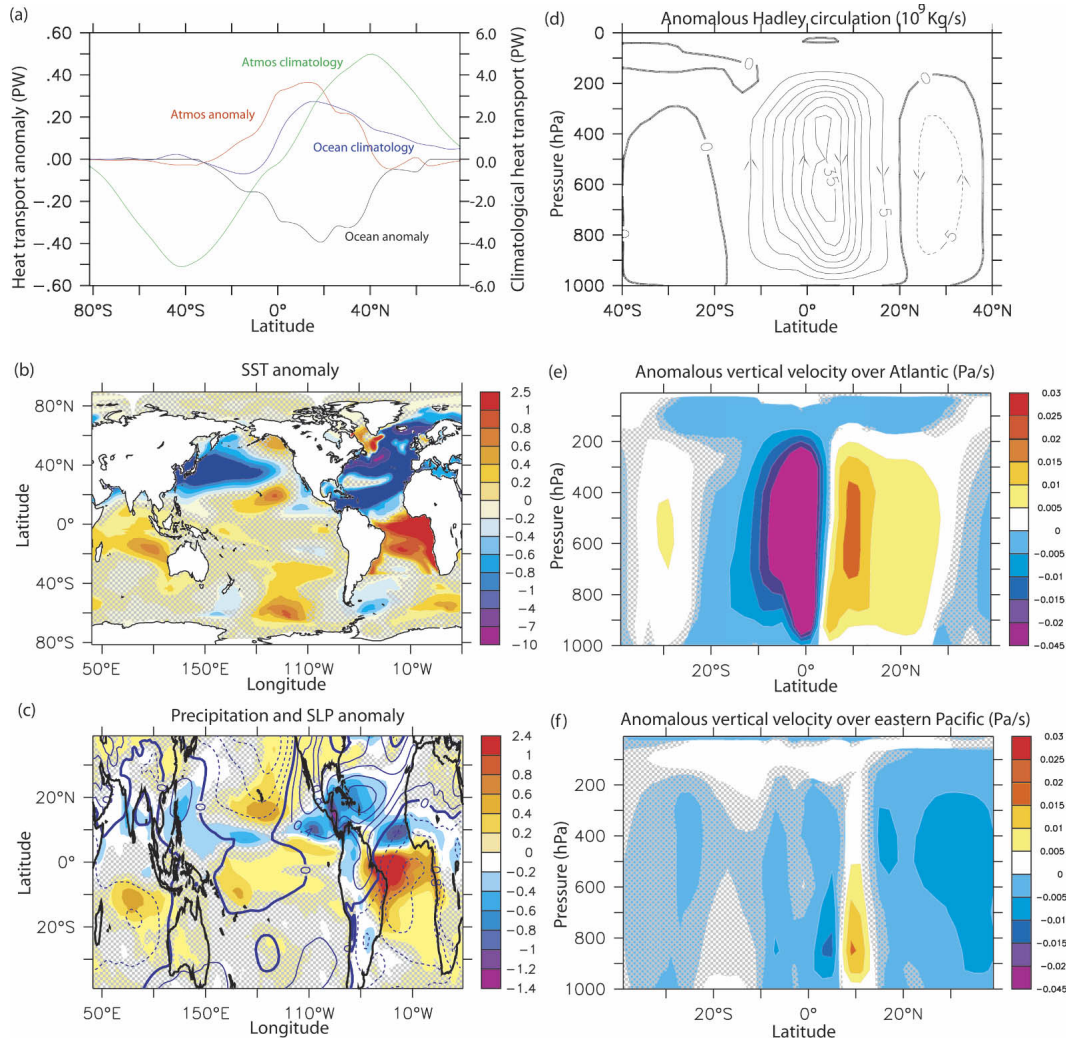 (a)
.60
.40
.20
.00
-.20
-.40
-.60
Heat transport anomaly (PW)
6.0
4.0
2.0
0.0
-2.0
-4.0
6.0
Climatological heat transport (PW)
Atmos climatology
Atmos anomaly
Ocean climatology
Ocean anomaly
80°S 40°S 0° 40°N
Latitude
(d)
Anomalous Hadley circulation (10⁹ Kg/s)
0
200
400
600
800
1000
Pressure (hPa)
0
0
0
0
35
5
5
40°S 20°S 0° 20°N 40°N
Latitude
(b)
SST anomaly
80°N
40°N
0°
40°S
80°S
Latitude
50°E 150°E 110°W 10°W
Longitude
2.5
1
0.8
0.6
0.4
0.2
0
-0.2
-0.4
-0.6
-0.8
-1
-4
-7
-10
(e)
Anomalous vertical velocity over Atlantic (Pa/s)
200
400
600
800
1000
Pressure (hPa)
20°S 0° 20°N
Latitude
0.03
0.025
0.02
0.015
0.01
0.005
0
-0.005
-0.01
-0.015
-0.02
-0.045
(c)
Precipitation and SLP anomaly
20°N
0°
20°S
Latitude
0
0
0
0
50°E 150°E 110°W 10°W
Longitude
2.4
1
0.8
0.6
0.4
0.2
0
-0.2
-0.4
-0.6
-0.8
-1
-1.4
(f)
Anomalous vertical velocity over eastern Pacific (Pa/s)
200
400
600
800
1000
Pressure (hPa)
20°S 0° 20°N
Latitude
0.03
0.025
0.02
0.015
0.01
0.005
0
-0.005
-0.01
-0.015
-0.02
-0.045